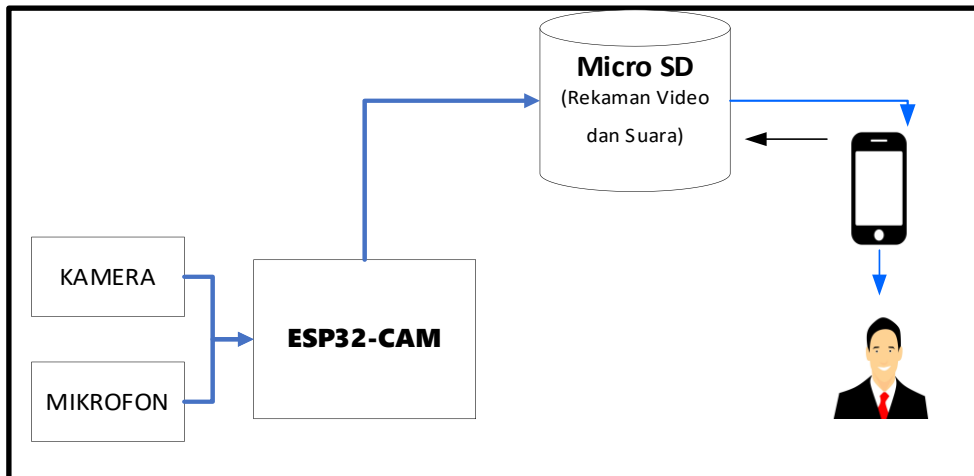 Micro SD
(Rekaman Video
dan Suara)
KAMERA
ESP32-CAM
MIKROFON